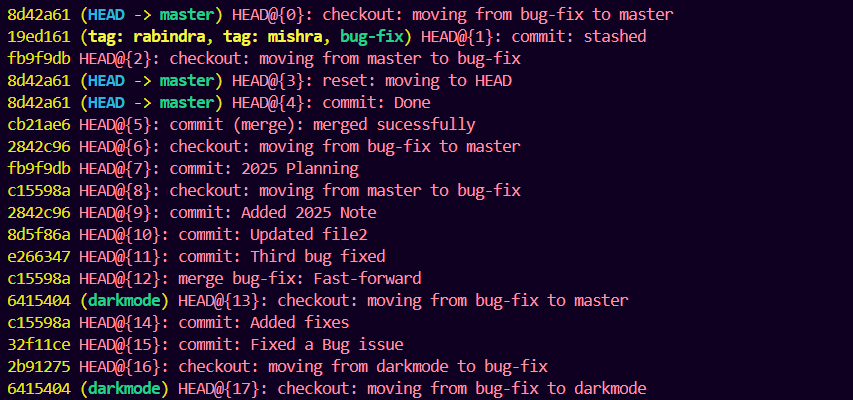 8d42a61 (HEAD -> master) HEAD@{0}: checkout: moving from bug-fix to master
19ed161 (tag: rabindra, tag: mishra, bug-fix) HEAD@{1}: commit: stashed
fb9f9db HEAD@{2}: checkout: moving from master to bug-fix
8d42a61 (HEAD -> master) HEAD@{3}: reset: moving to HEAD
8d42a61 (HEAD -> master) HEAD@{4}: commit: Done
cb21ae6 HEAD@{5}: commit (merge): merged sucessfully
2842c96 HEAD@{6}: checkout: moving from bug-fix to master
fb9f9db HEAD@{7}: commit: 2025 Planning
c15598a HEAD@{8}: checkout: moving from master to bug-fix
2842c96 HEAD@{9}: commit: Added 2025 Note
8d5f86a HEAD@{10}: commit: Updated file2
e266347 HEAD@{11}: commit: Third bug fixed
c15598a HEAD@{12}: merge bug-fix: Fast-forward
6415404 (darkmode) HEAD@{13}: checkout: moving from bug-fix to master
c15598a HEAD@{14}: commit: Added fixes
32f11ce HEAD@{15}: commit: Fixed a Bug issue
2b91275 HEAD@{16}: checkout: moving from darkmode to bug-fix
6415404 (darkmode) HEAD@{17}: checkout: moving from bug-fix to darkmode